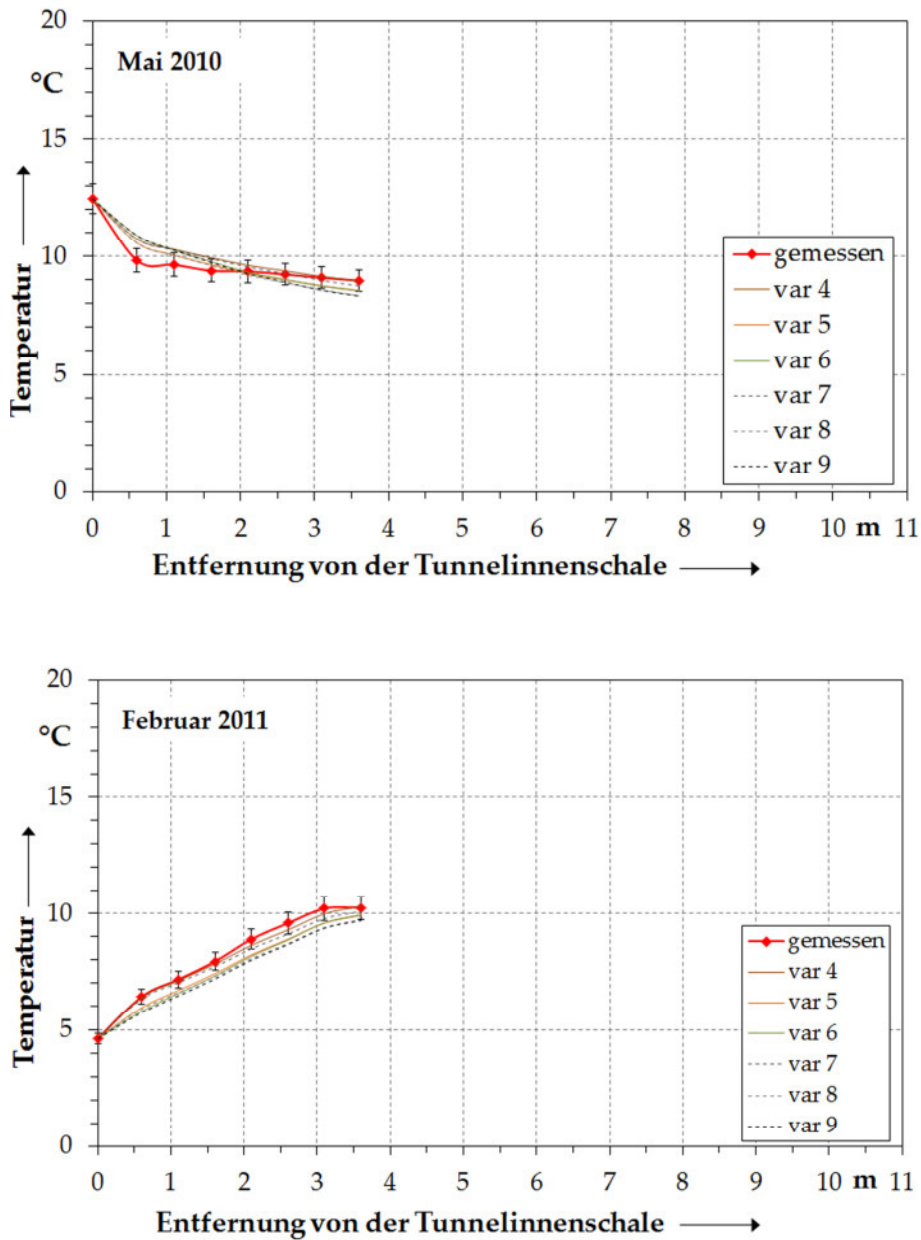 20
Mai 2010
°C
15
10
5
0
Temperatur
gemessen
var 4
var 5
var 6
var 7
var 8
var 9
0 1 2 3 4 5 6 7 8 9 10 m 11
Entfernung von der Tunnelinnenschale
20
Februar 2011
°C
15
10
5
0
Temperatur
gemessen
var 4
var 5
var 6
var 7
var 8
var 9
0 1 2 3 4 5 6 7 8 9 10 m 11
Entfernung von der Tunnelinnenschale